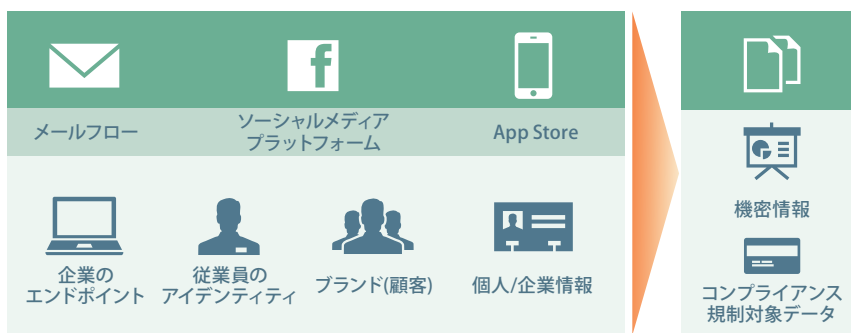 メールフロー
ソーシャルメディア
プラットフォーム
App Store
企業の
エンドポイント
従業員の
アイデンティティ
ブランド(顧客)
個人/企業情報
機密情報
コンプライアンス
規制対象データ